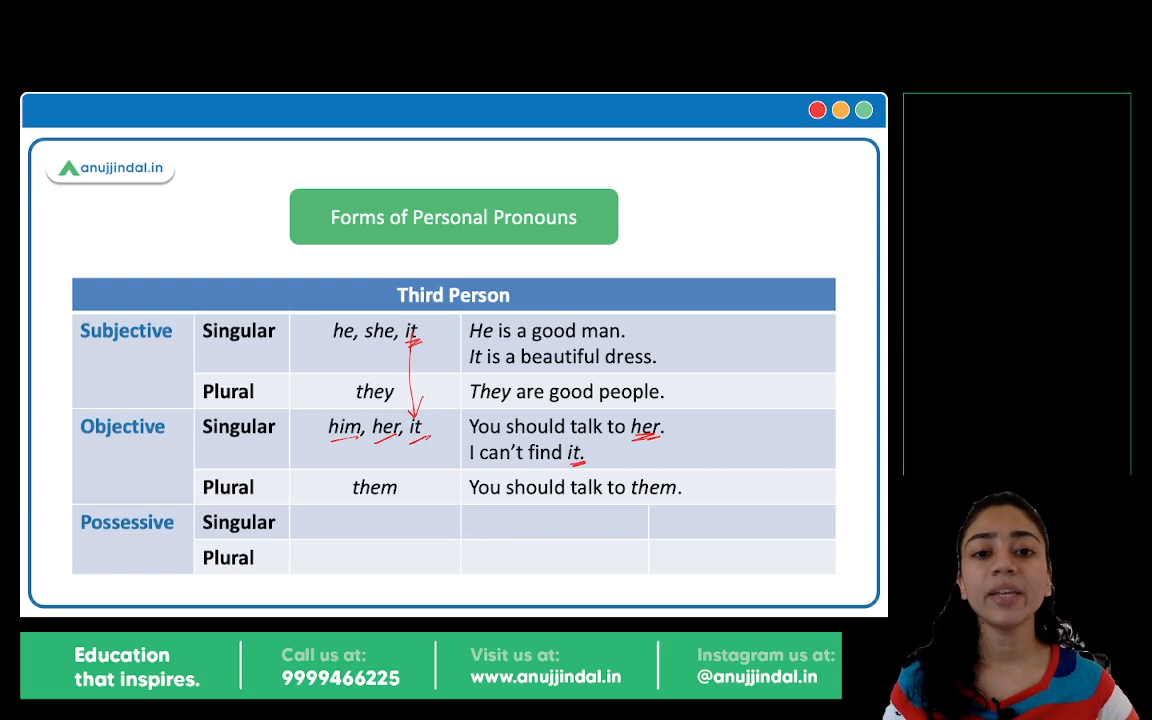 anujjindal.in
Forms of Personal Pronouns
Third Person
Subjective Singular he, she, it He is a good man.
It is a beautiful dress.
Plural they They are good people.
Objective Singular him, her, it You should talk to her.
I can't find it.
Plural them You should talk to them.
Possessive Singular
Plural
Education Call us at: Visit us at: Instagram us at:
that inspires. 9999466225 www.anujjindal.in @anujjindal.in